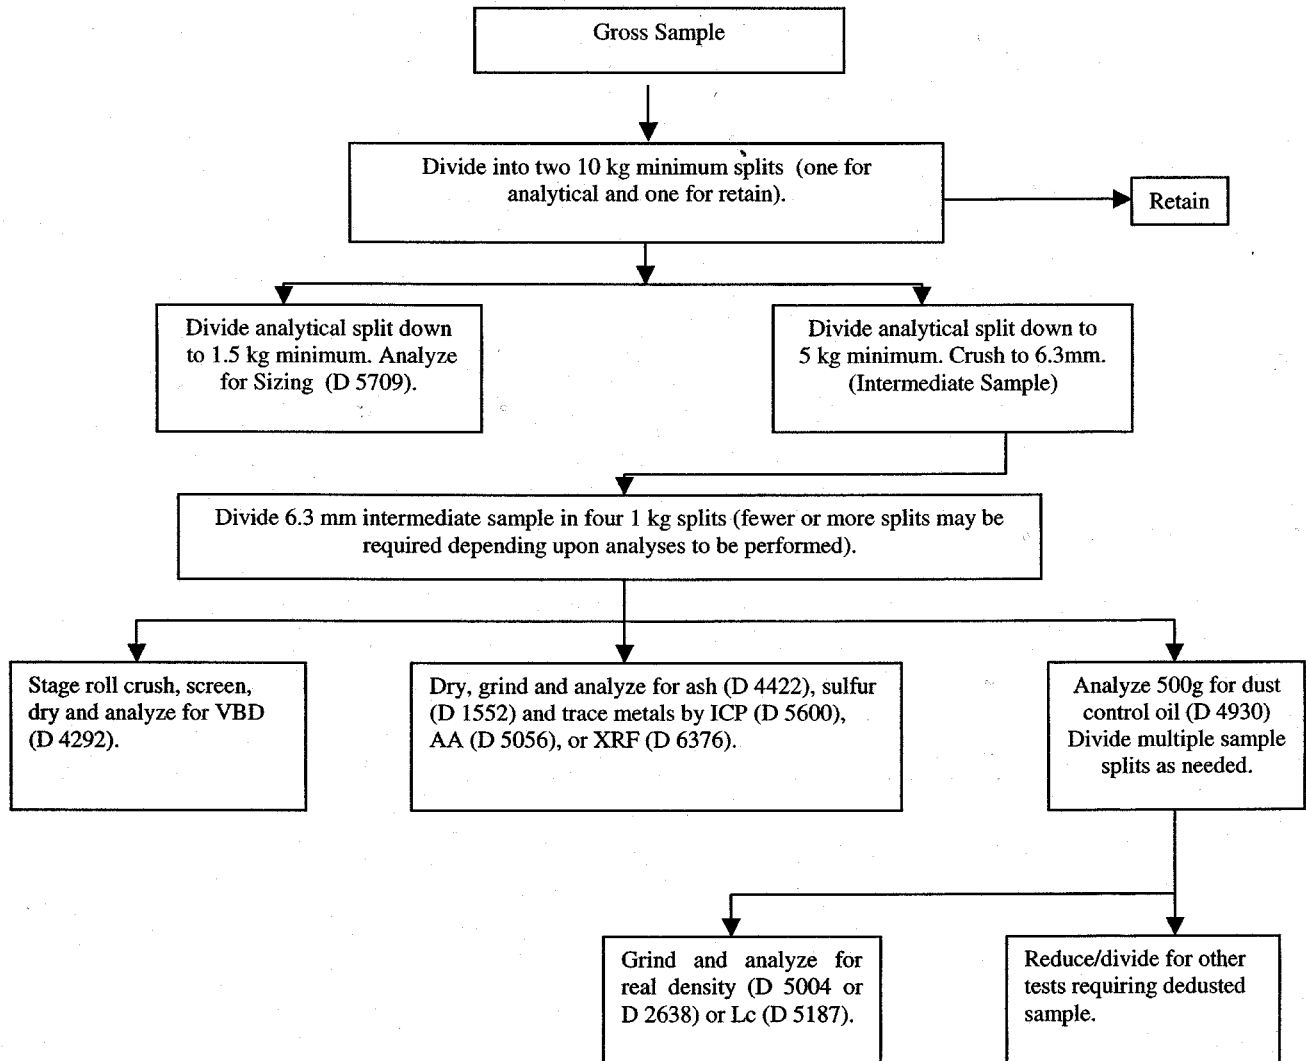 Gross Sample
Divide into two 10 kg minimum splits (one for
analytical and one for retain).
Retain
Divide analytical split down
to 1.5 kg minimum. Analyze
for Sizing (D 5709).
Divide analytical split down to
5 kg minimum. Crush to 6.3mm.
(Intermediate Sample)
Divide 6.3 mm intermediate sample in four 1 kg splits (fewer or more splits may be
required depending upon analyses to be performed).
Stage roll crush, screen,
dry and analyze for VBD
(D 4292).
Dry, grind and analyze for ash (D 4422), sulfur
(D 1552) and trace metals by ICP (D 5600),
AA (D 5056), or XRF (D 6376).
Analyze 500g for dust
control oil (D 4930)
Divide multiple sample
splits as needed.
Grind and analyze for
real density (D 5004 or
D 2638) or Lc (D 5187).
Reduce/divide for other
tests requiring dedusted
sample.